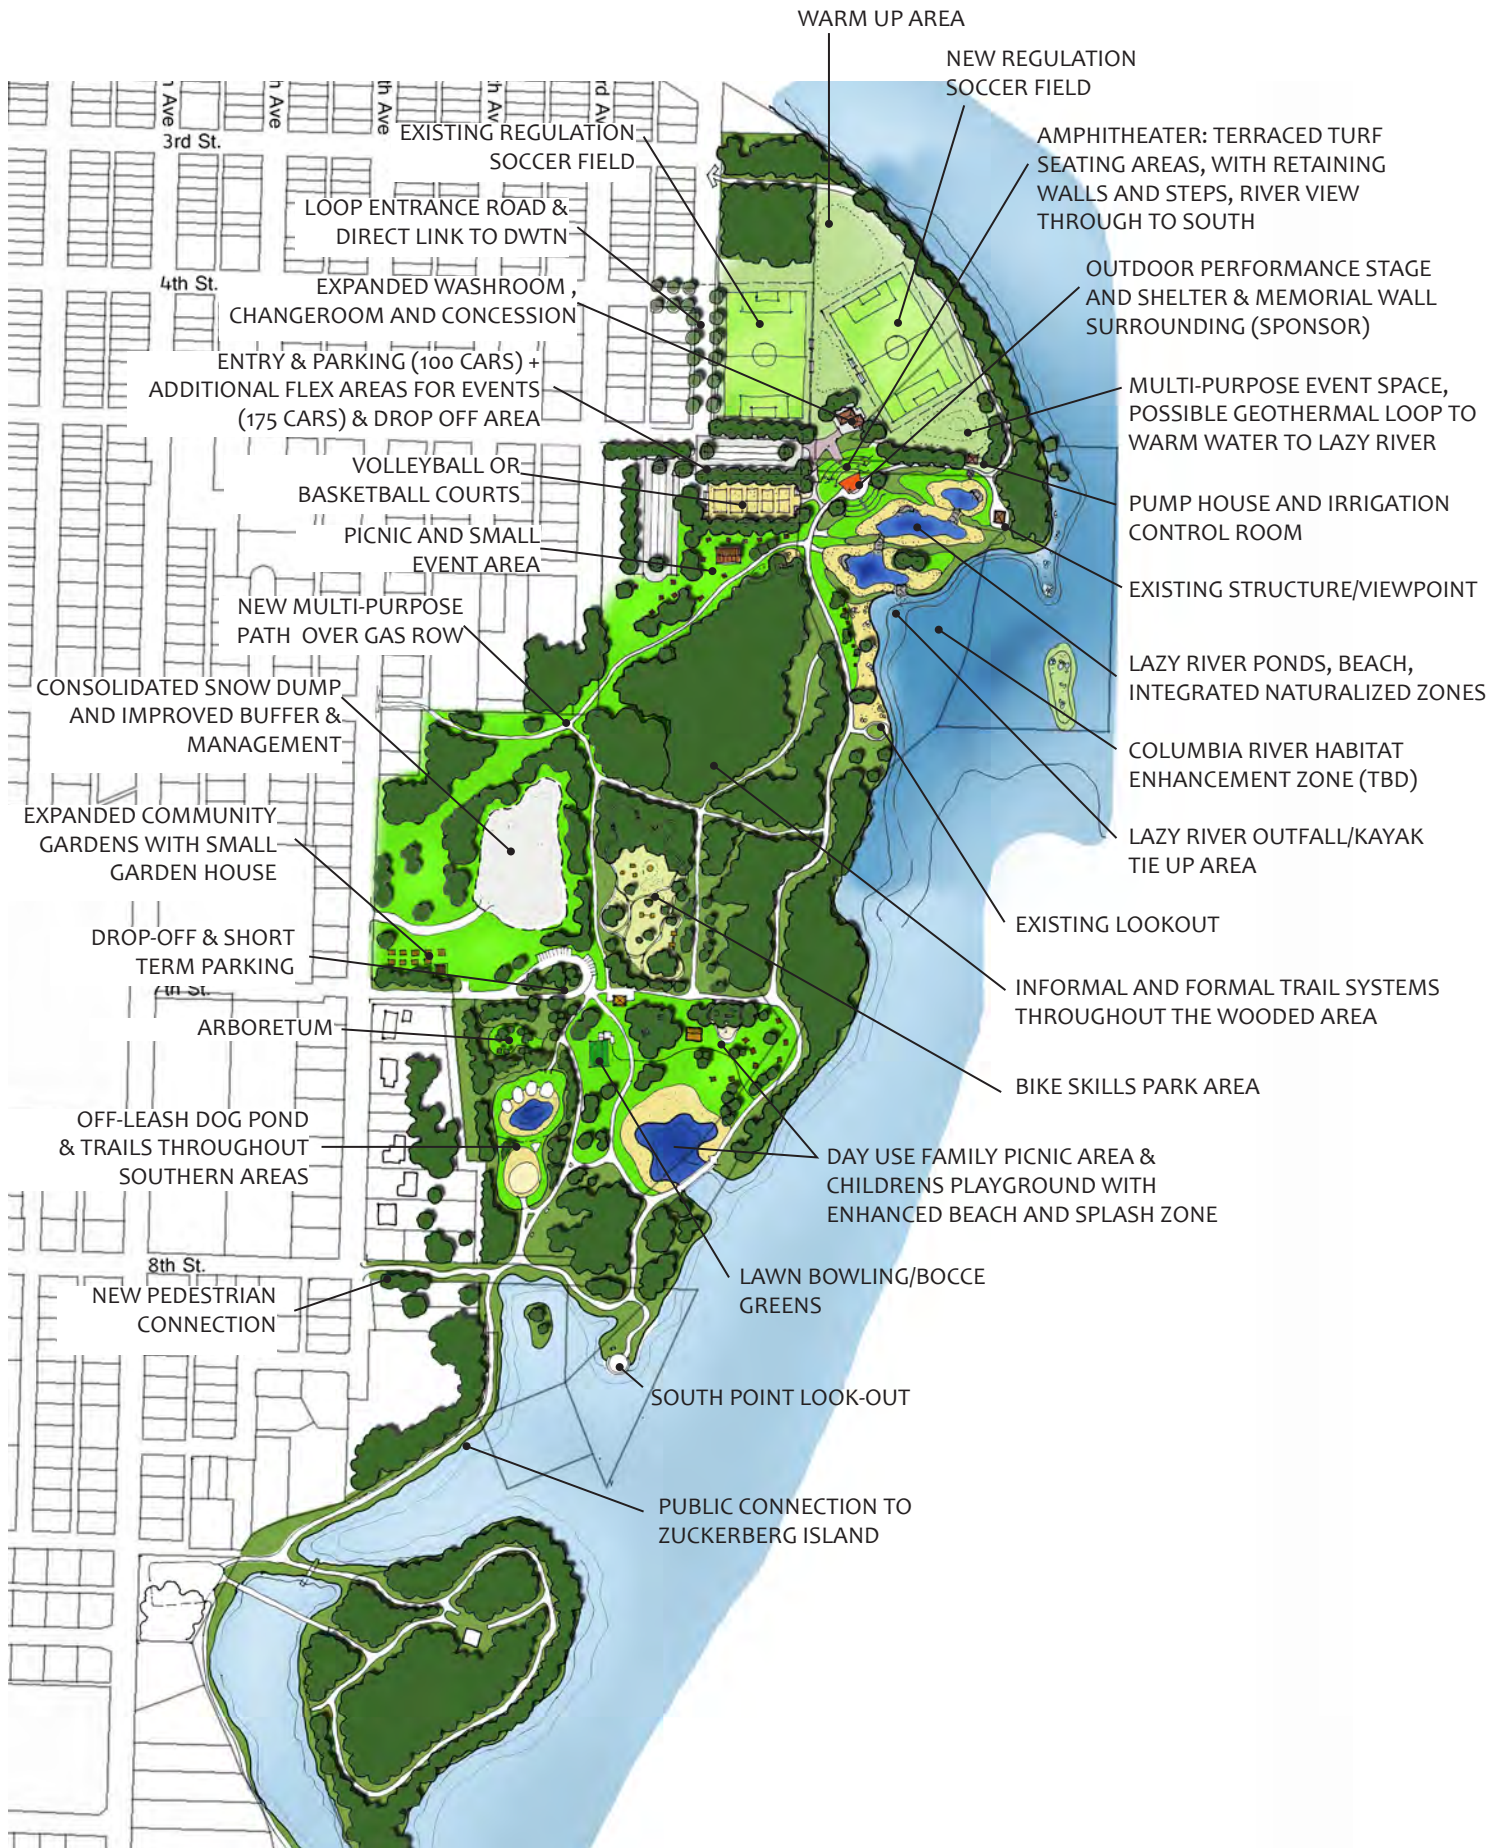 WARM UP AREA
NEW REGULATION
SOCCER FIELD
h Ave
h Ave
th Ave
h Ave
rd Av
3rd St.
EXISTING REGULATION
SOCCER FIELD
AMPHITHEATER: TERRACED TURF
SEATING AREAS, WITH RETAINING
WALLS AND STEPS, RIVER VIEW
THROUGH TO SOUTH
LOOP ENTRANCE ROAD &
DIRECT LINK TO DWTN
4th St.
EXPANDED WASHROOM ,
CHANGEROOM AND CONCESSION
OUTDOOR PERFORMANCE STAGE
AND SHELTER & MEMORIAL WALL
SURROUNDING (SPONSOR)
ENTRY & PARKING (100 CARS) +
ADDITIONAL FLEX AREAS FOR EVENTS
(175 CARS) & DROP OFF AREA
MULTI-PURPOSE EVENT SPACE,
POSSIBLE GEOTHERMAL LOOP TO
WARM WATER TO LAZY RIVER
VOLLEYBALL OR
BASKETBALL COURTS
PUMP HOUSE AND IRRIGATION
CONTROL ROOM
PICNIC AND SMALL
EVENT AREA
EXISTING STRUCTURE/VIEWPOINT
NEW MULTI-PURPOSE
PATH OVER GAS ROW
LAZY RIVER PONDS, BEACH,
INTEGRATED NATURALIZED ZONES
CONSOLIDATED SNOW DUMP
AND IMPROVED BUFFER &
MANAGEMENT
COLUMBIA RIVER HABITAT
ENHANCEMENT ZONE (TBD)
EXPANDED COMMUNITY
GARDENS WITH SMALL
GARDEN HOUSE
LAZY RIVER OUTFALL/KAYAK
TIE UP AREA
EXISTING LOOKOUT
DROP-OFF & SHORT
TERM PARKING
7th St.
INFORMAL AND FORMAL TRAIL SYSTEMS
THROUGHOUT THE WOODED AREA
ARBORETUM
BIKE SKILLS PARK AREA
OFF-LEASH DOG POND
& TRAILS THROUGHOUT
SOUTHERN AREAS
DAY USE FAMILY PICNIC AREA &
CHILDRENS PLAYGROUND WITH
ENHANCED BEACH AND SPLASH ZONE
8th St.
LAWN BOWLING/BOCCE
GREENS
NEW PEDESTRIAN
CONNECTION
SOUTH POINT LOOK-OUT
PUBLIC CONNECTION TO
ZUCKERBERG ISLAND